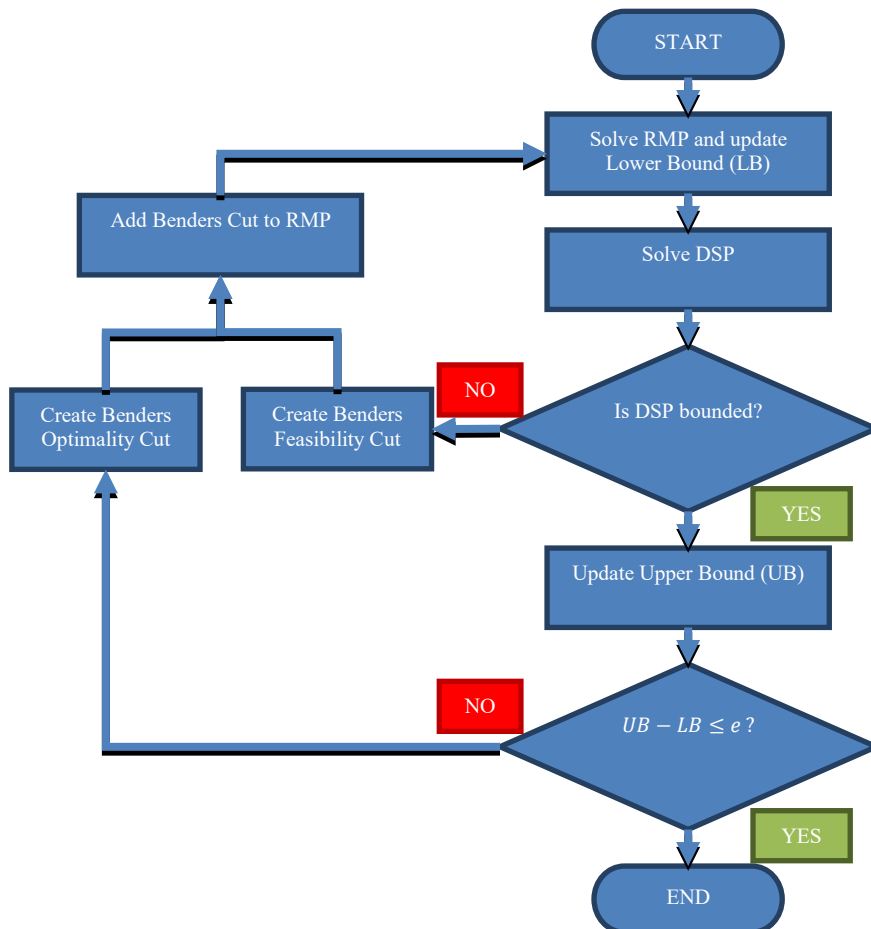 START
Solve RMP and update
Lower Bound (LB)
Add Benders Cut to RMP
Solve DSP
NO
Is DSP bounded?
Create Benders
Optimality Cut
Create Benders
Feasibility Cut
YES
Update Upper Bound (UB)
NO
UB − LB ≤ e ?
YES
END